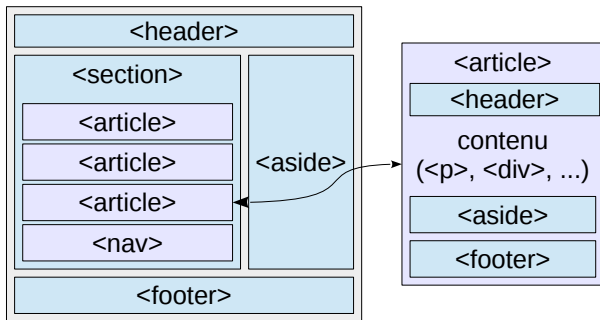 <header>
<section>
<article>
<article>
<article>
<nav>
<aside>
<footer>
<article>
<header>
contenu
(<p>, <div>, ...)
<aside>
<footer>